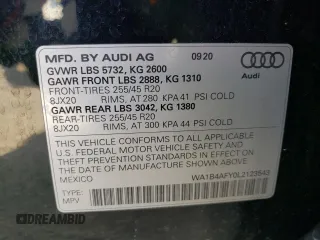 MFD. BY AUDI AG 0920
GVWR LBS 5732, KG 2600
GAWR FRONT LBS 2888, KG 1310
FRONT-TIRES 255/45 R20
8JX20 RIMS, AT 280 KPA 41 PSI COLD
GAWR REAR LBS 3042, KG 1380
REAR-TIRES 255/45 R20
8JX20 RIMS, AT 300 KPA 44 PSI COLD
Audi
THIS VEHICLE CONFORMS TO ALL APPLICABLE
U.S. FEDERAL MOTOR VEHICLE SAFETY, BUMPER,
AND THEFT PREVENTION STANDARDS IN EFFECT
ON THE DATE OF MANUFACTURE SHOWN ABOVE.
MEXICO
TYPE: WA1B4AFY0L2123543
MPV
© DREAMBID